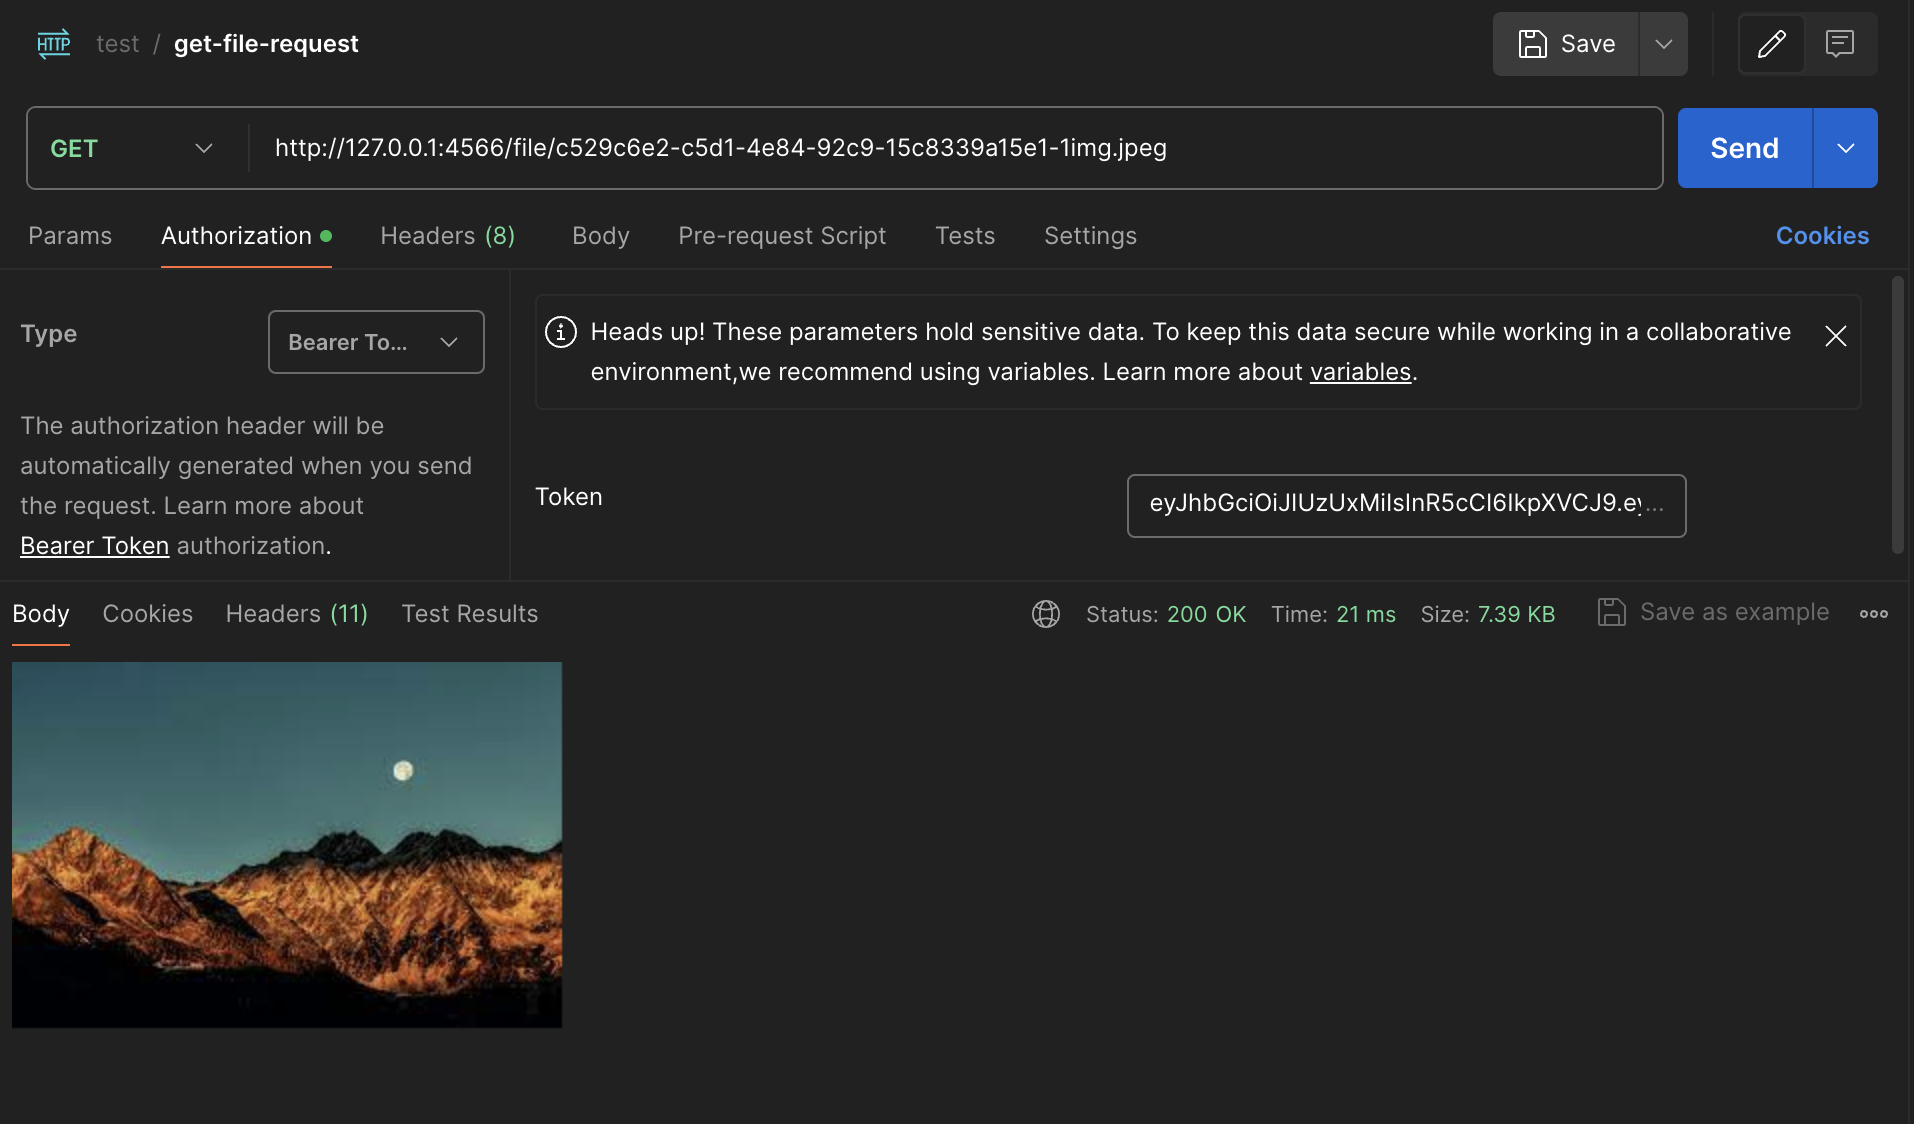 HTTP test / get-file-request Save
GET http://127.0.0.1:4566/file/c529c6e2-c5d1-4e84-92c9-15c8339a15e1-1img.jpeg Send
Params Authorization Headers (8) Body Pre-request Script Tests Settings Cookies
Type Bearer To...
The authorization header will be
automatically generated when you send
the request. Learn more about
Bearer Token authorization.
Heads up! These parameters hold sensitive data. To keep this data secure while working in a collaborative
environment,we recommend using variables. Learn more about variables.
Token eyJhbGciOiJIUzUxMiIsInR5cCI6IkpXVCJ9.ey...
Body Cookies Headers (11) Test Results Status: 200 OK Time: 21 ms Size: 7.39 KB Save as example